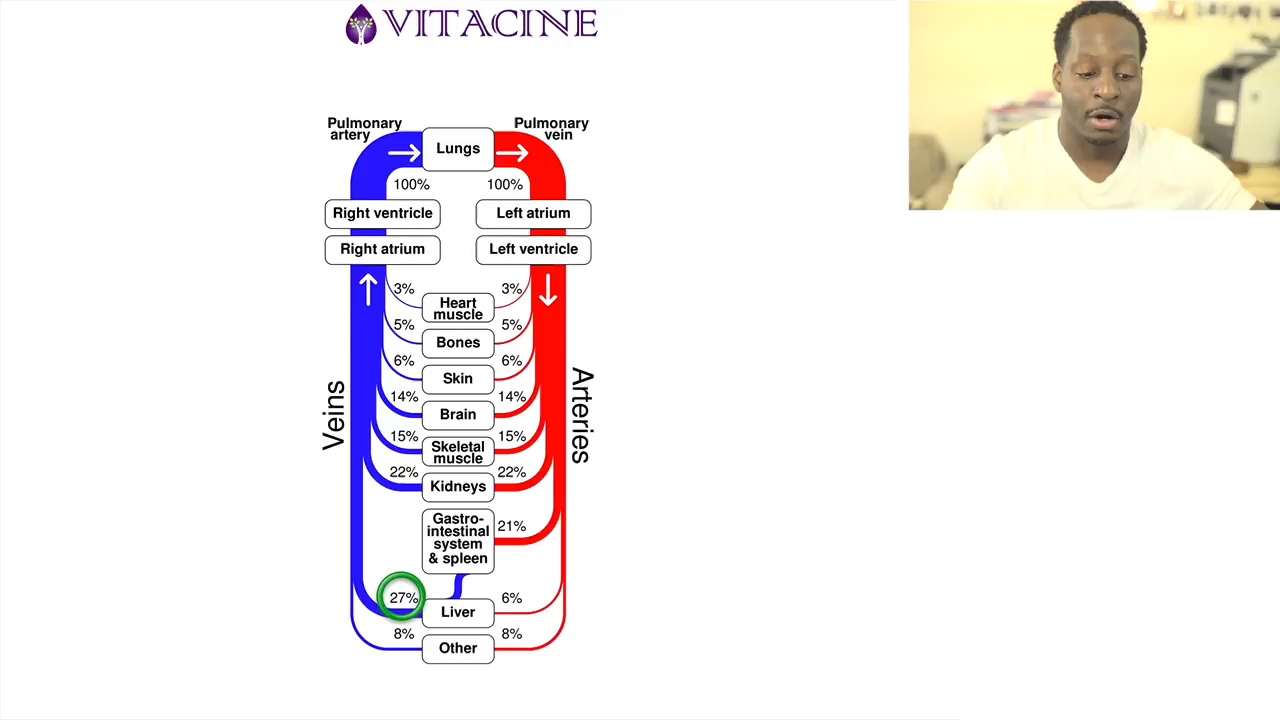 VITACINE
Pulmonary
artery
Pulmonary
vein
Lungs
100%
100%
Right ventricle
Left atrium
Right atrium
Left ventricle
3%
Heart
muscle
3%
5%
Bones
5%
6%
Skin
6%
14%
Brain
14%
15%
Skeletal
muscle
15%
22%
Kidneys
22%
Veins
Arteries
Gastro-
intestinal
system
& spleen
21%
27%
Liver
6%
8%
Other
8%